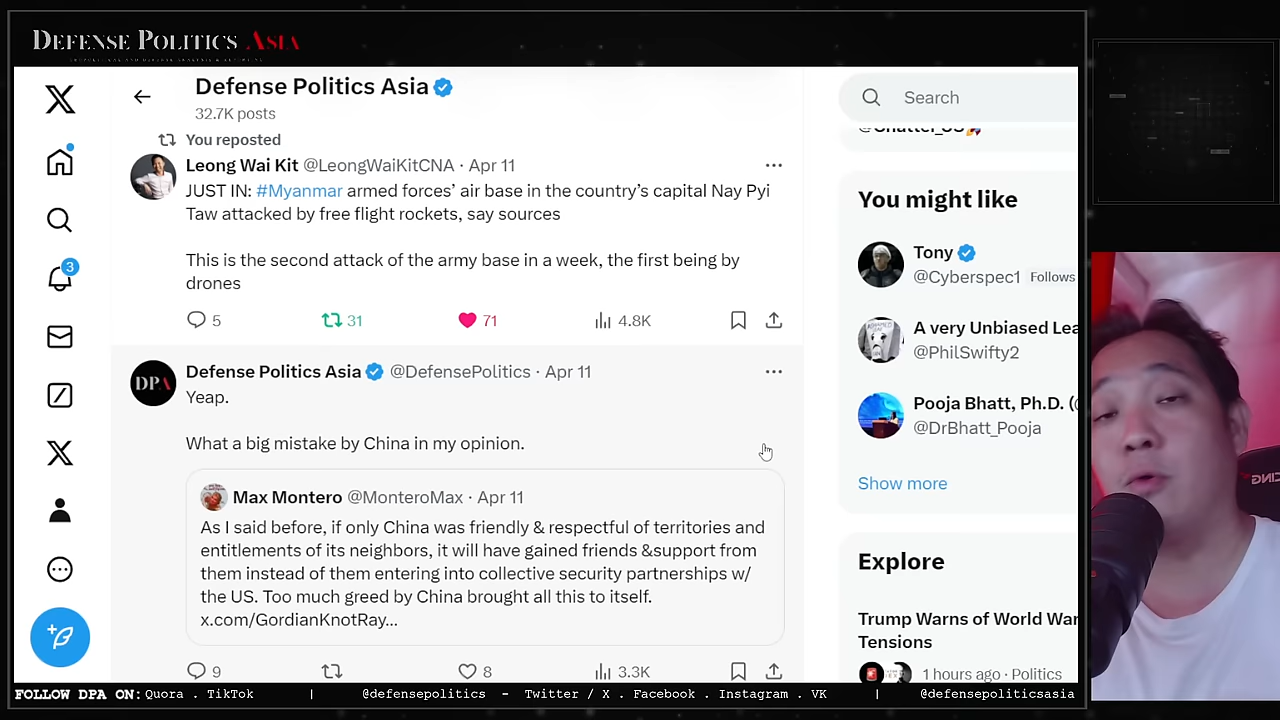 DEFENSE POLITICS ASIA
Defense Politics Asia
32.7K posts
You reposted
Leong Wai Kit @LeongWaiKitCNA · Apr 11
JUST IN: #Myanmar armed forces’ air base in the country’s capital Nay Pyi
Taw attacked by free flight rockets, say sources
This is the second attack of the army base in a week, the first being by
drones
5
31
71
4.8K
Defense Politics Asia @DefensePolitics · Apr 11
Yeap.
What a big mistake by China in my opinion.
Max Montero @MonteroMax · Apr 11
As I said before, if only China was friendly & respectful of territories and
entitlements of its neighbors, it will have gained friends &support from
them instead of them entering into collective security partnerships w/
the US. Too much greed by China brought all this to itself.
x.com/GordianKnotRay...
9
8
3.3K
3
DPA
Search
You might like
Tony
@Cyberspec1 Follows
A very Unbiased Lea
@PhilSwifty2
Pooja Bhatt, Ph.D. (
@DrBhatt_Pooja
Show more
Explore
Trump Warns of World War
Tensions
1 hours ago · Politics
FOLLOW DPA ON: Quora . TikTok | @defensepolitics - Twitter / X . Facebook . Instagram . VK | @defensepoliticsasia